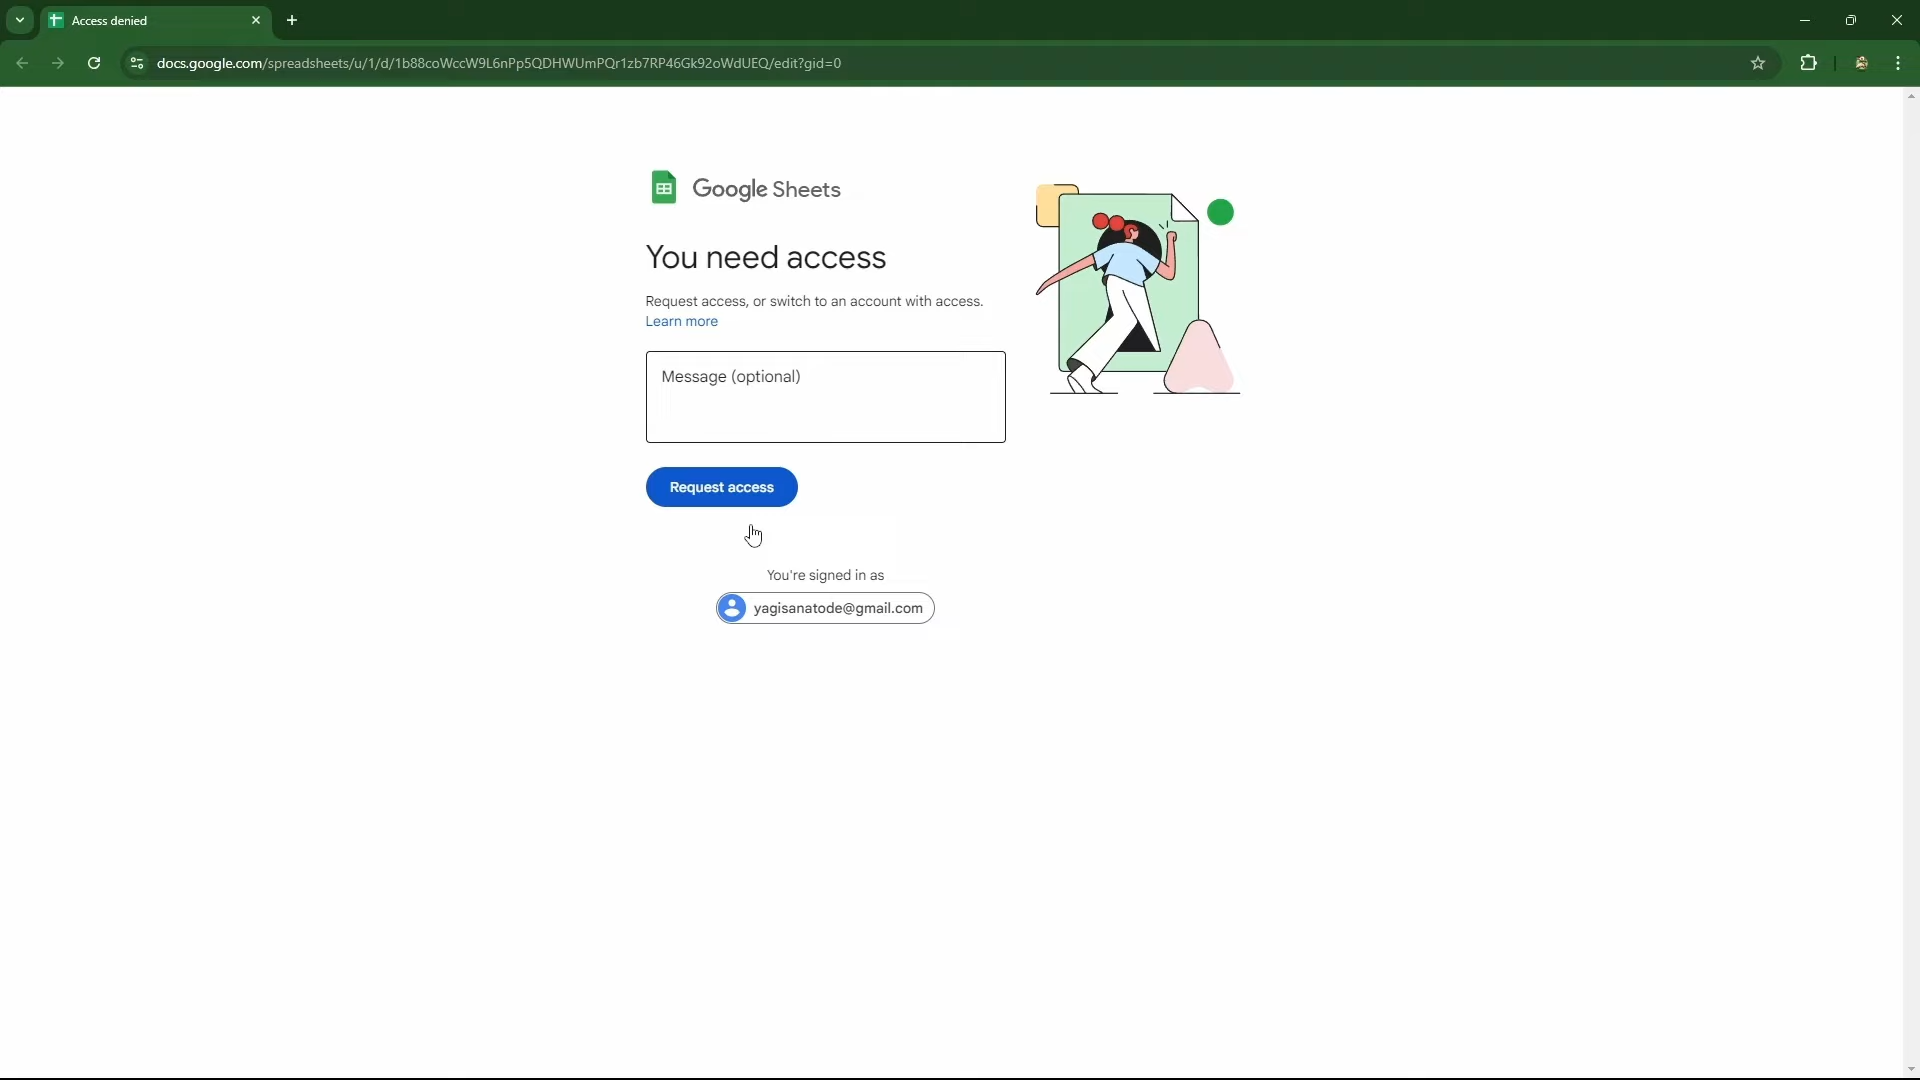 Access denied
docs.google.com/spreadsheets/u/1/d/1b88coWccW9L6nPp5QDHWUmPQr1zb7RP46Gk92oWdUEQ/edit?gid=0
Google Sheets
You need access
Request access, or switch to an account with access.
Learn more
Message (optional)
Request access
You're signed in as
yagisanatode@gmail.com